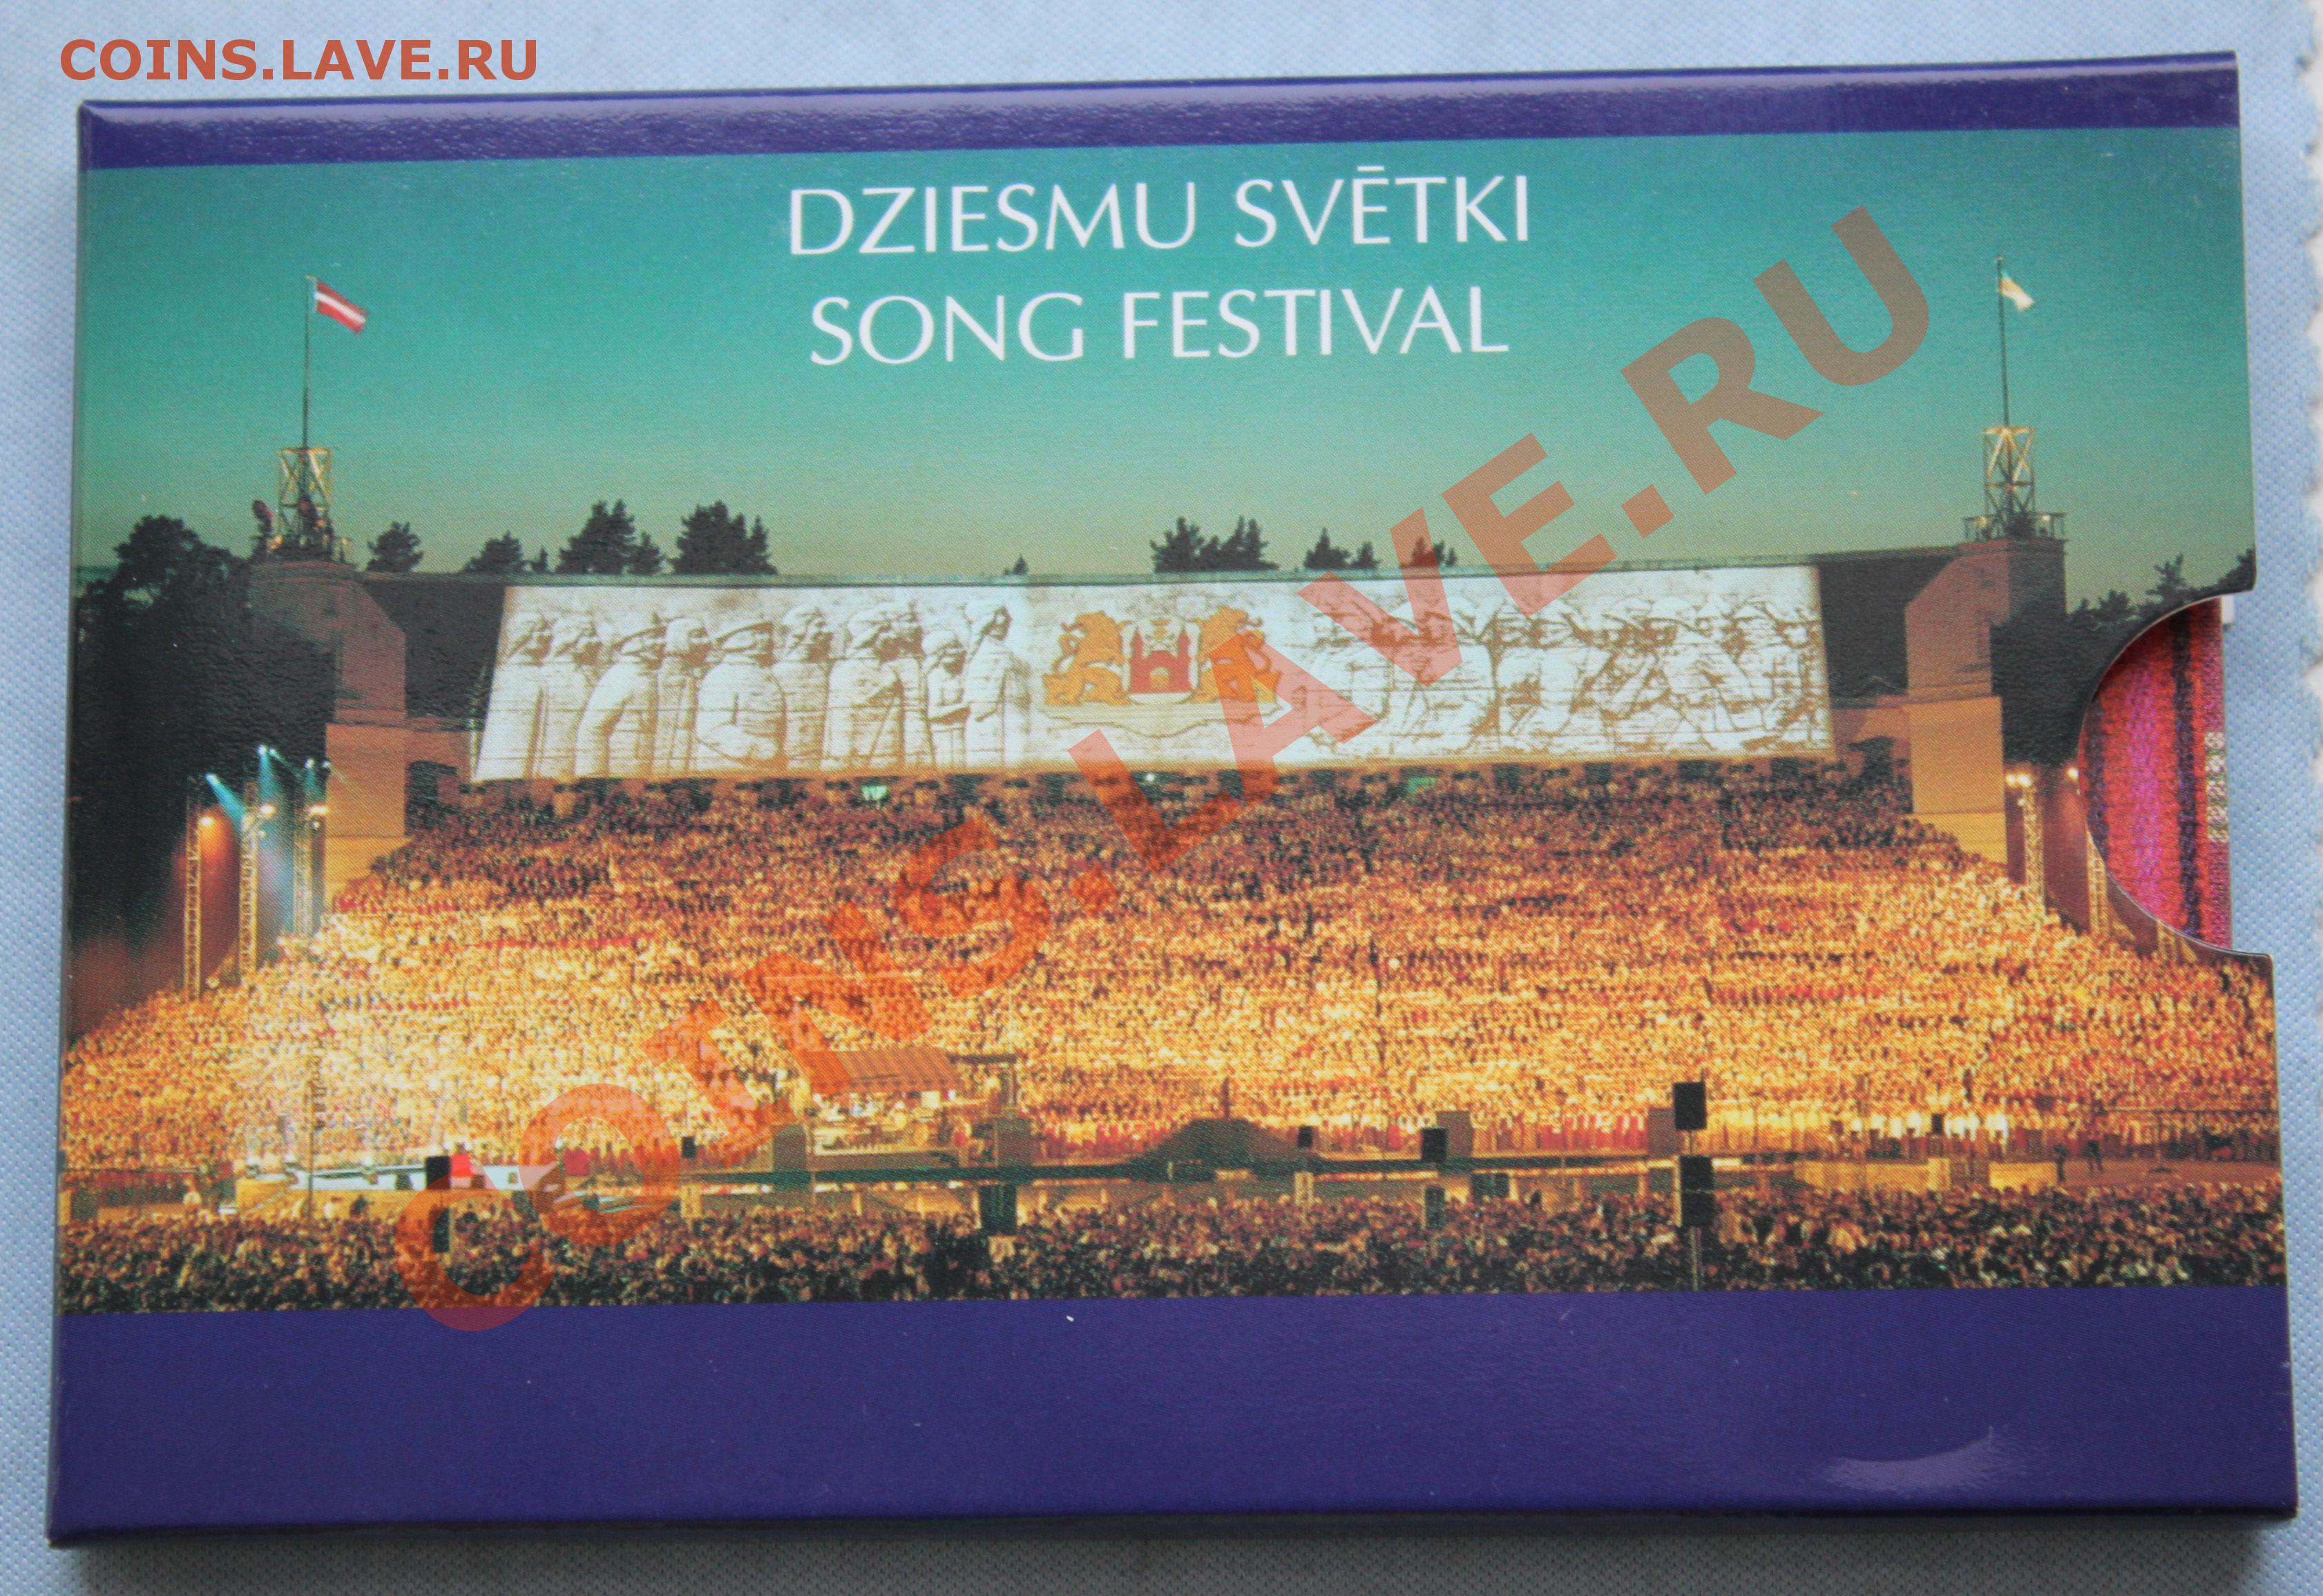 COINS.LAVE.RU
DZIESMU SVĒTKI
SONG FESTIVAL
COINS.LAVE.RU